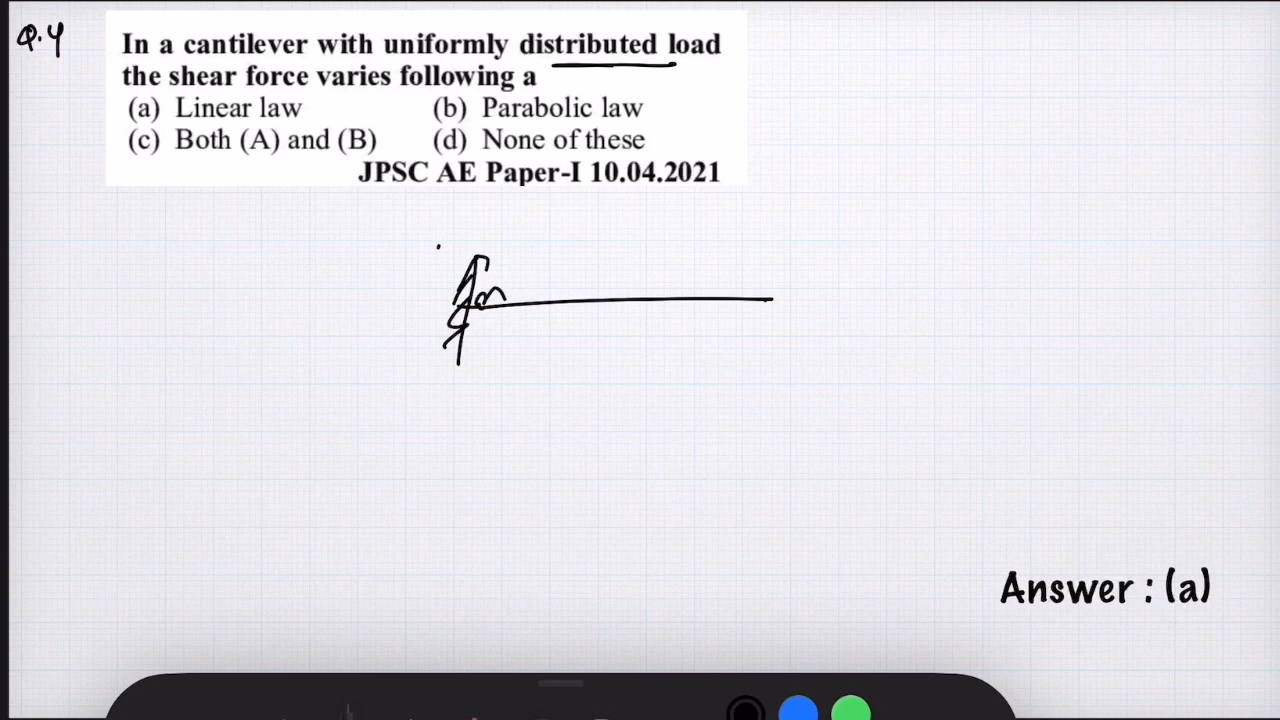 Q.4
In a cantilever with uniformly distributed load
the shear force varies following a
(a) Linear law (b) Parabolic law
(c) Both (A) and (B) (d) None of these
JPSC AE Paper-I 10.04.2021
Answer : (a)